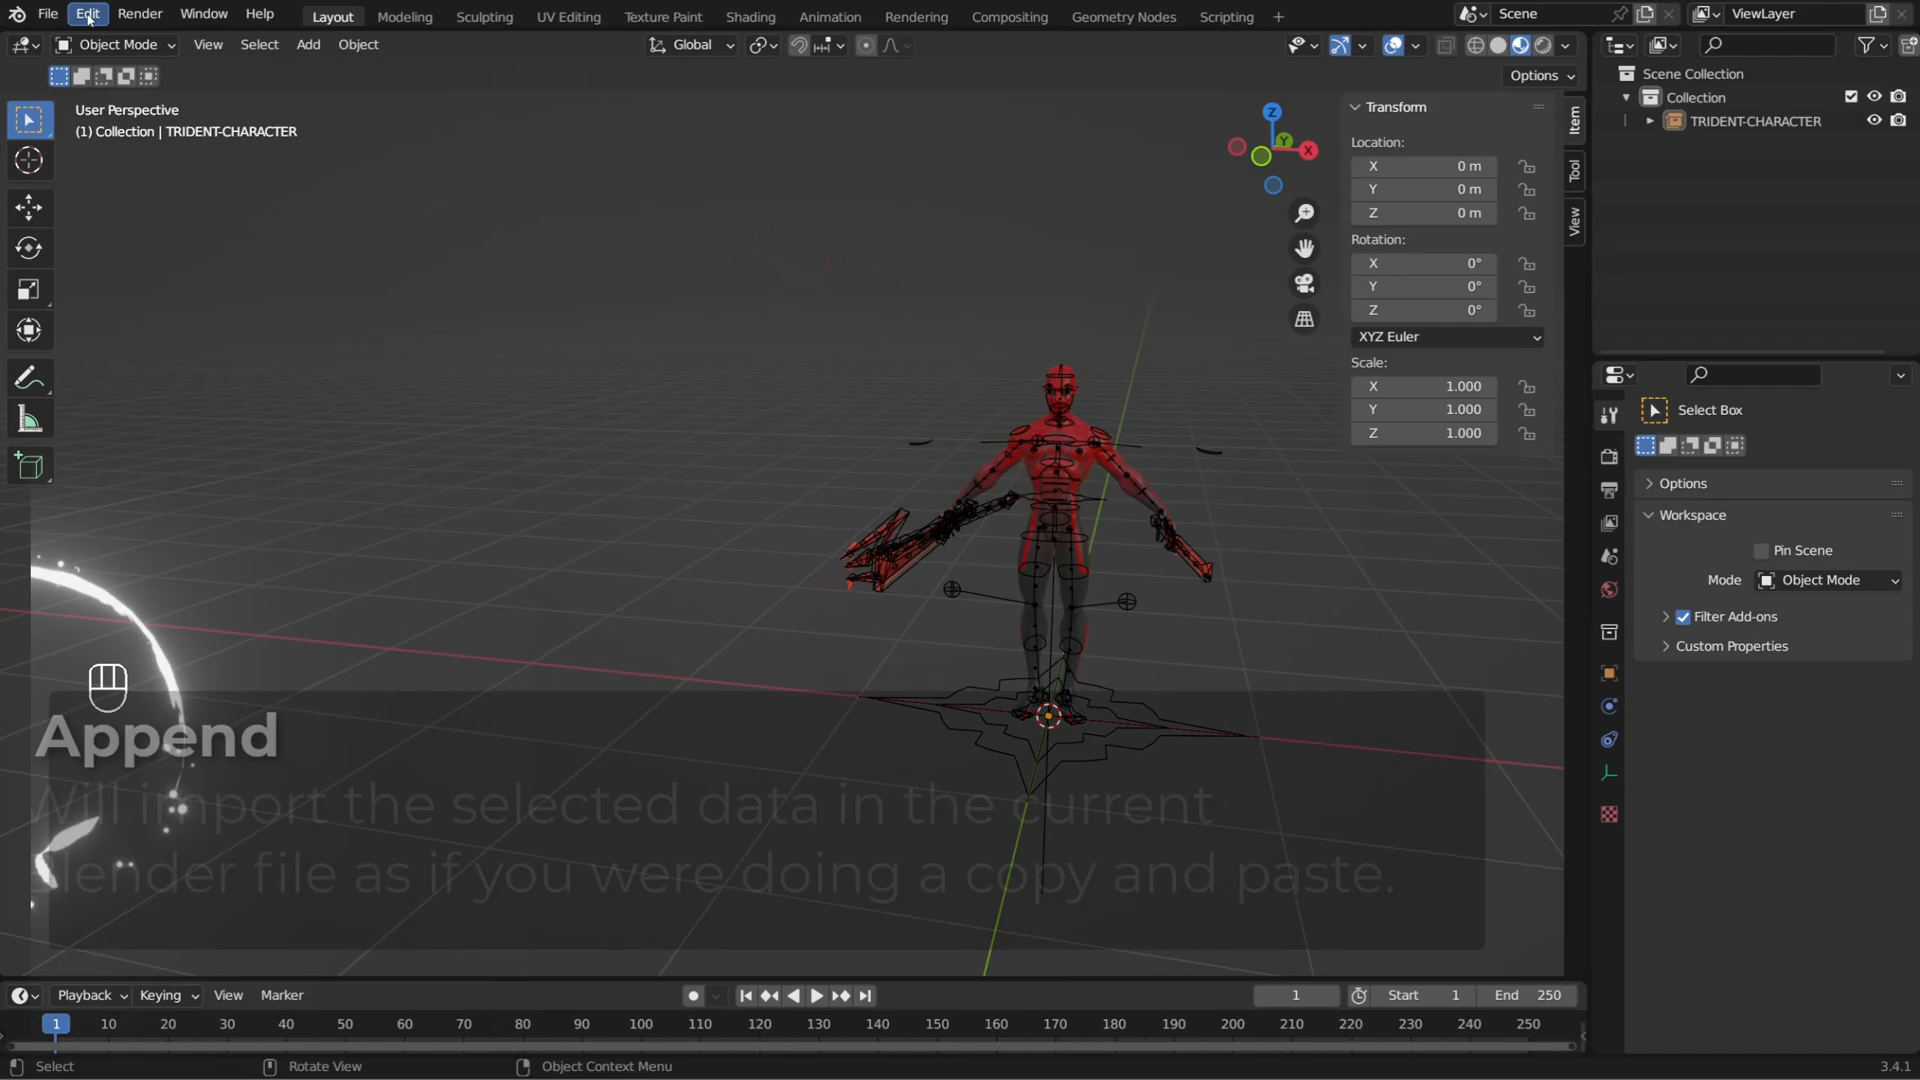 File Edit Render Window Help Layout Modeling Sculpting UV Editing Texture Paint Shading Animation Rendering Compositing Geometry Nodes Scripting + Scene ViewLayer
Object Mode View Select Add Object Global
Options
User Perspective
(1) Collection | TRIDENT-CHARACTER
Z
Y
X
Transform
Location:
X 0 m
Y 0 m
Z 0 m
Rotation:
X 0°
Y 0°
Z 0°
XYZ Euler
Scale:
X 1.000
Y 1.000
Z 1.000
Item
Tool
View
Scene Collection
Collection
TRIDENT-CHARACTER
Select Box
Options
Workspace
Pin Scene
Mode Object Mode
Filter Add-ons
Custom Properties
Append
Will import the selected data in the current
Blender file as if you were doing a copy and paste.
Playback Keying View Marker 1 Start 1 End 250
1 10 20 30 40 50 60 70 80 90 100 110 120 130 140 150 160 170 180 190 200 210 220 230 240 250
Select Rotate View Object Context Menu 3.4.1